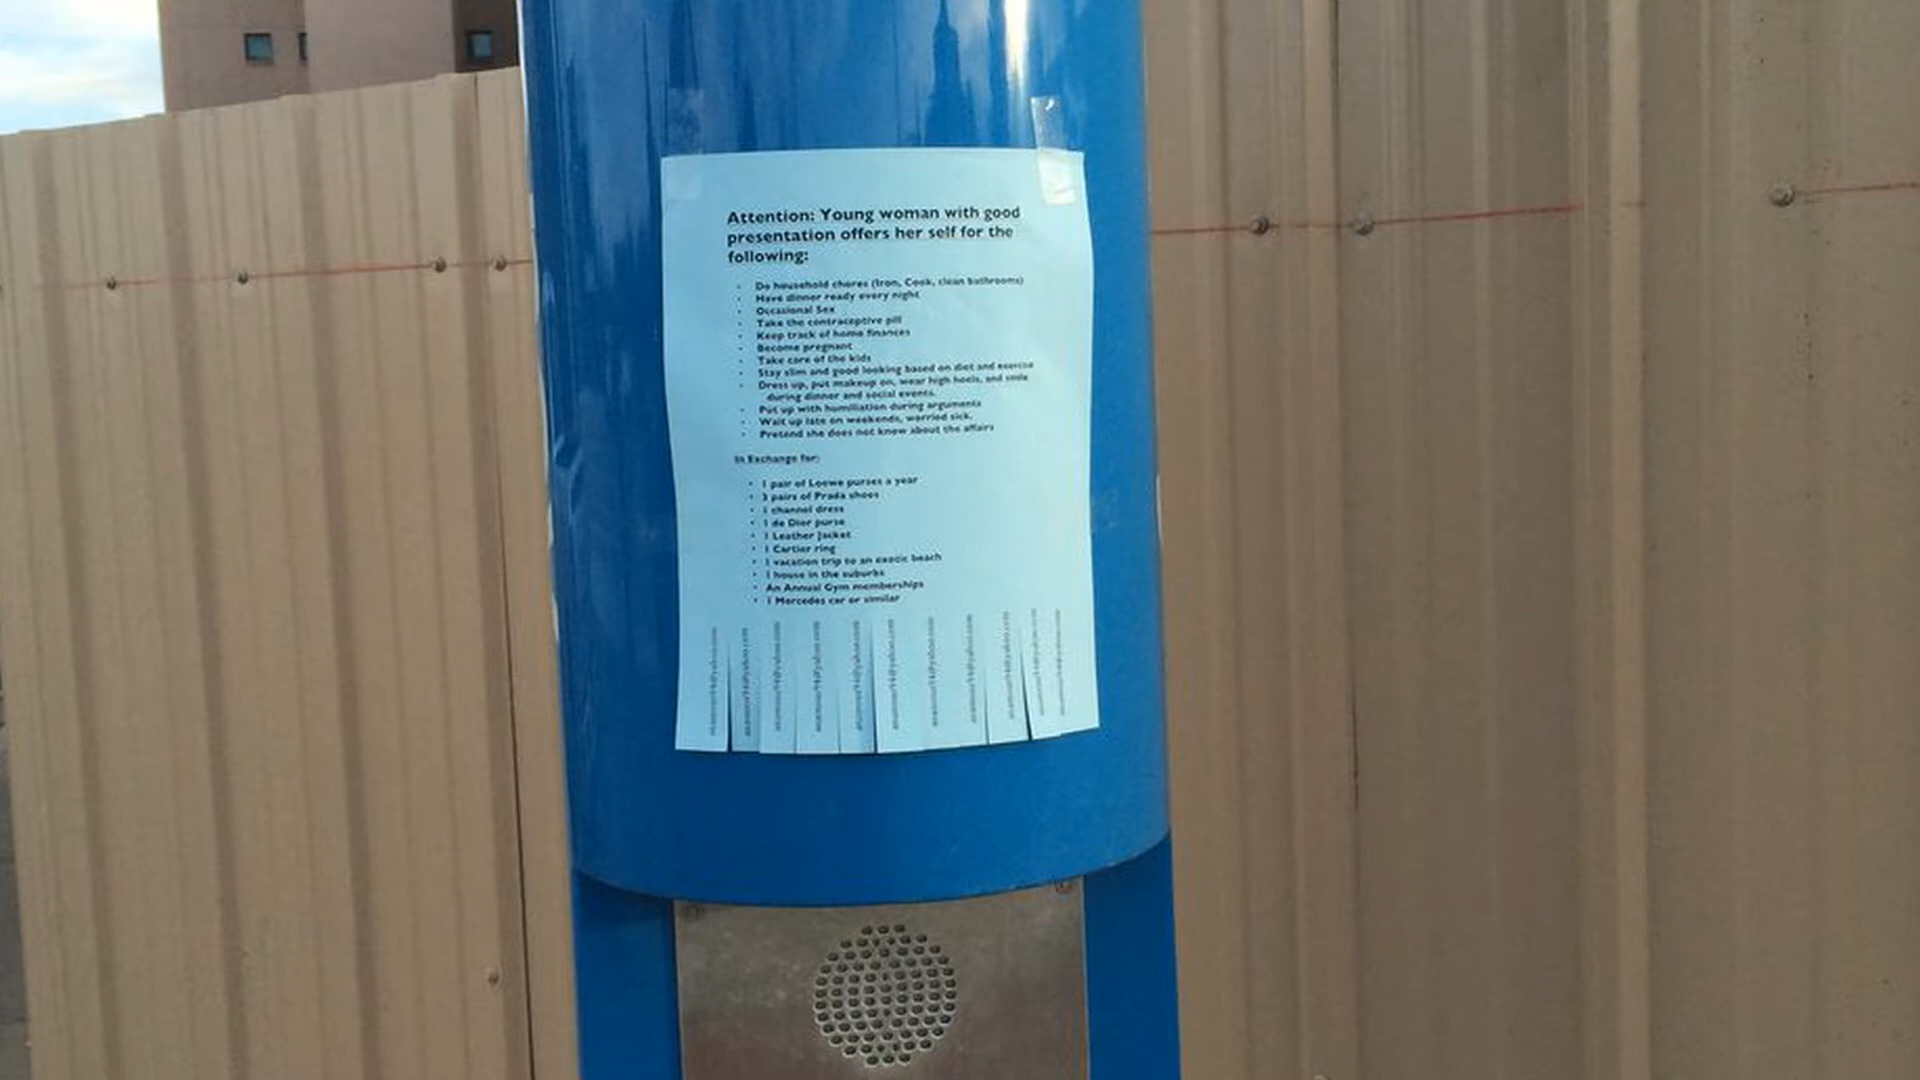 Attention: Young woman with good
presentation offers her self for the
following:
- Do household chores (Iron, Cook, clean bathrooms)
- Have dinner ready every night
- Occasional Sex
- Take the contraceptive pill
- Keep track of home finances
- Become pregnant
- Take care of the kids
- Stay slim and good looking based on diet and exercise
- Dress up, put makeup on, wear high heels, and smile
during dinner and social events.
- Put up with humiliation during arguments
- Wait up late on weekends, worried sick.
- Pretend she does not know about the affairs
In Exchange for:
• 1 pair of Loewe purses a year
• 3 pairs of Prada shoes
• 1 channel dress
• 1 de Dior purse
• 1 Leather Jacket
• 1 Cartier ring
• 1 vacation trip to an exotic beach
• 1 house in the suburbs
• An Annual Gym memberships
• 1 Mercedes car or similar